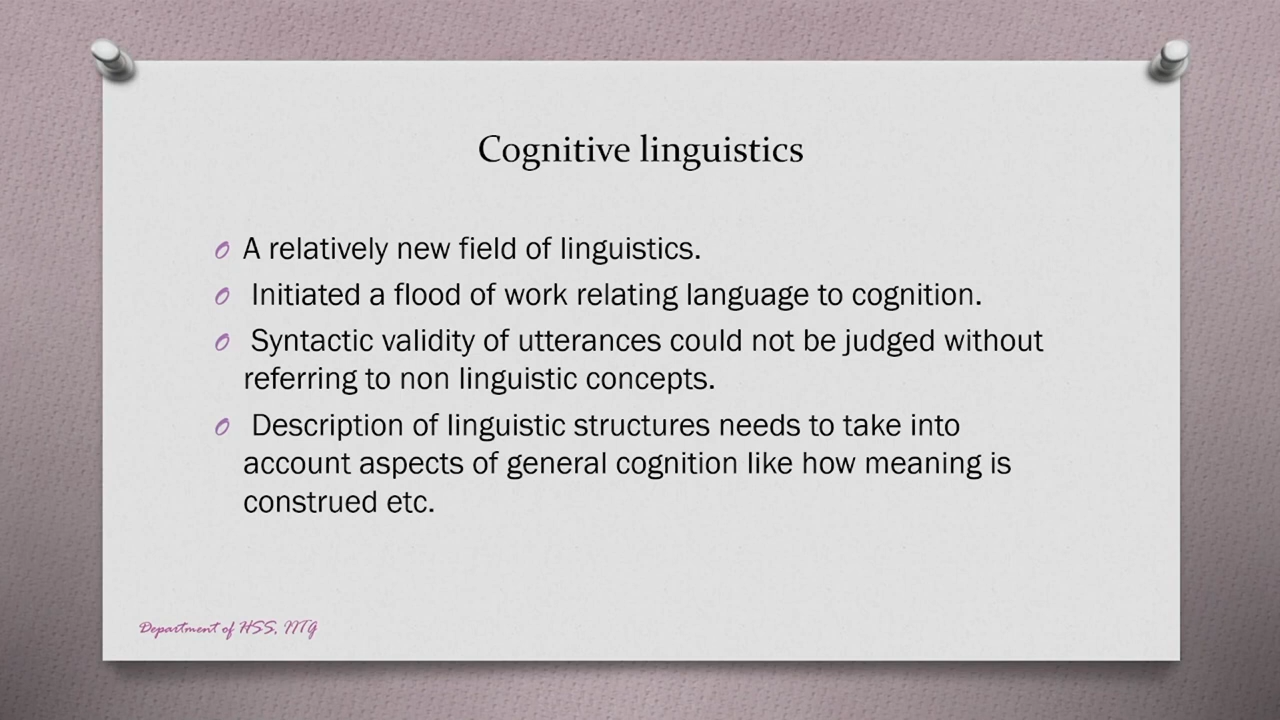 Cognitive linguistics
A relatively new field of linguistics.
Initiated a flood of work relating language to cognition.
Syntactic validity of utterances could not be judged without
referring to non linguistic concepts.
Description of linguistic structures needs to take into
account aspects of general cognition like how meaning is
construed etc.
Department of HSS, IITG